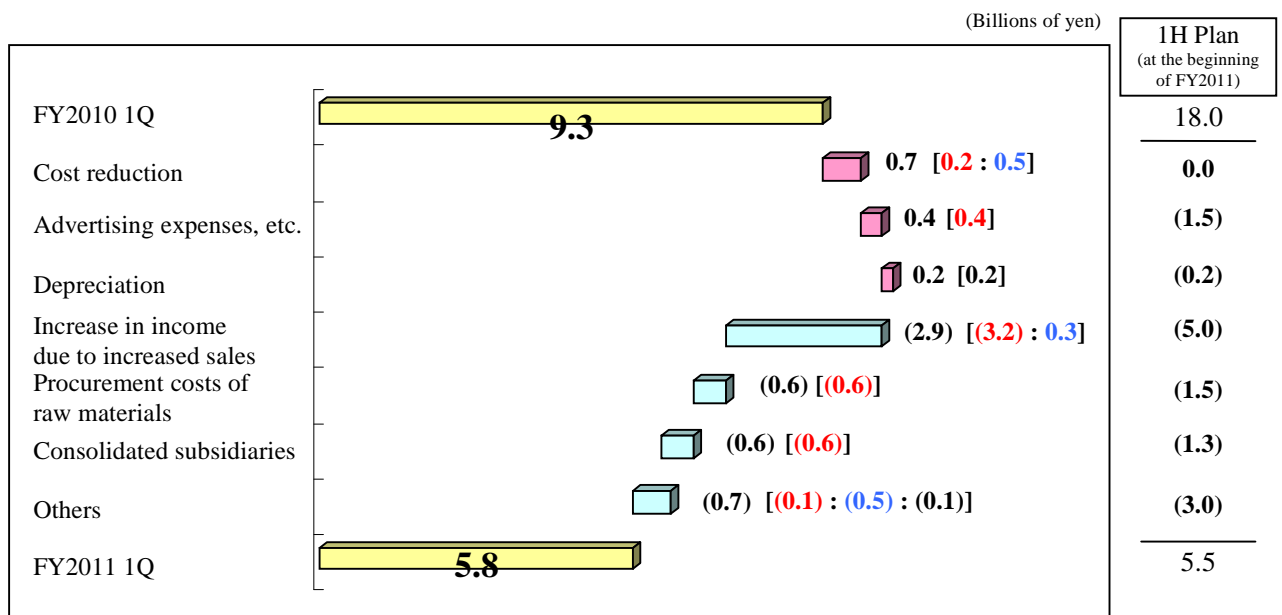 (Billions of yen)
1H Plan
(at the beginning
of FY2011)
FY2010 1Q
9.3
18.0
Cost reduction
0.7 [0.2 : 0.5]
0.0
Advertising expenses, etc.
0.4 [0.4]
(1.5)
Depreciation
0.2 [0.2]
(0.2)
Increase in income
due to increased sales
(2.9) [(3.2) : 0.3]
(5.0)
Procurement costs of
raw materials
(0.6) [(0.6)]
(1.5)
Consolidated subsidiaries
(0.6) [(0.6)]
(1.3)
Others
(0.7) [(0.1) : (0.5) : (0.1)]
(3.0)
FY2011 1Q
5.8
5.5